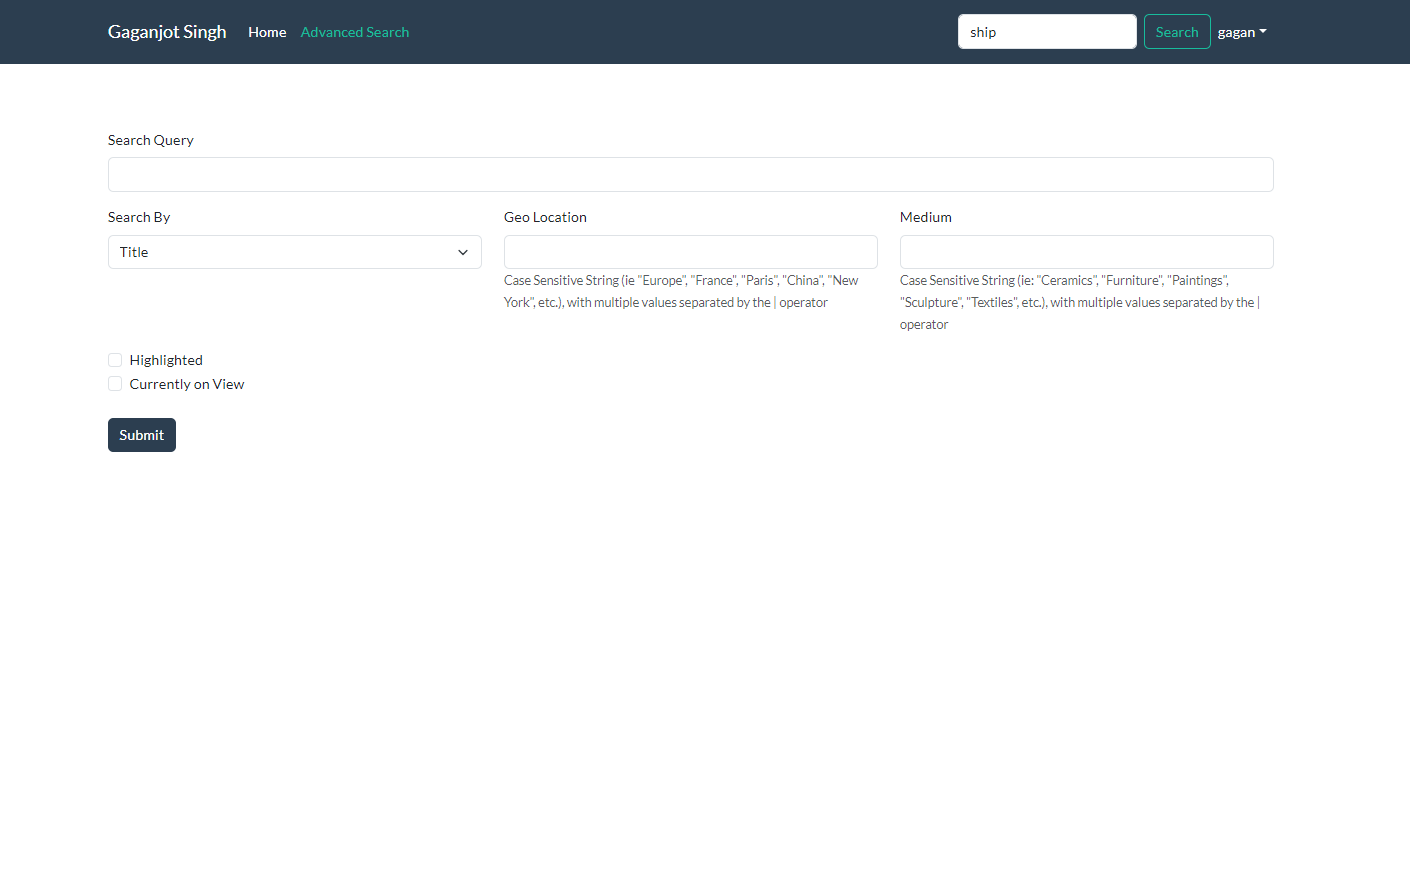 Gaganjot Singh Home Advanced Search ship Search gagan
Search Query
Search By Geo Location Medium
Title
Case Sensitive String (ie "Europe", "France", "Paris", "China", "New
York", etc.), with multiple values separated by the | operator
Case Sensitive String (ie: "Ceramics", "Furniture", "Paintings",
"Sculpture", "Textiles", etc.), with multiple values separated by the |
operator
Highlighted
Currently on View
Submit